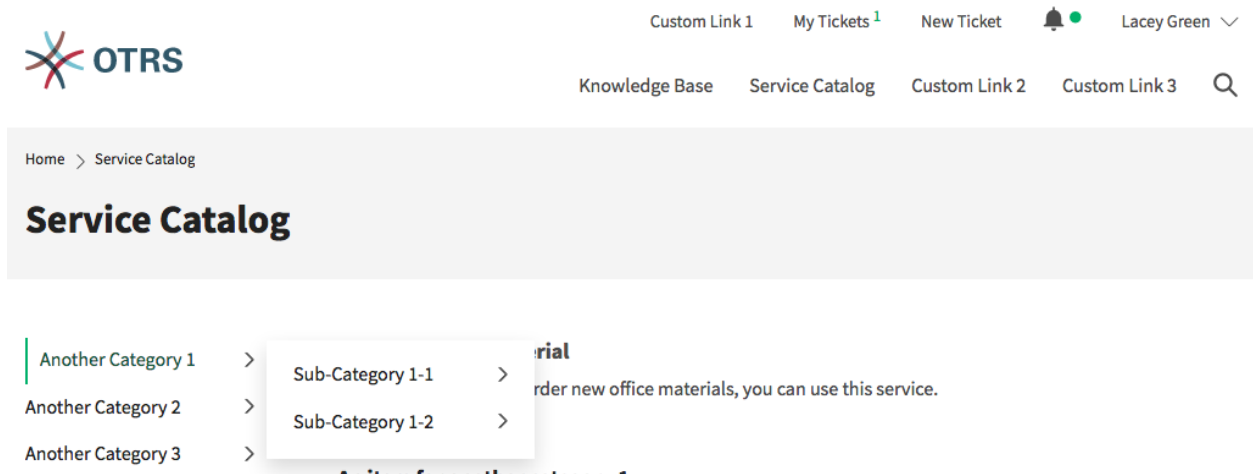 Custom Link 1 My Tickets 1 New Ticket Lacey Green
OTRS
Knowledge Base Service Catalog Custom Link 2 Custom Link 3
Home > Service Catalog
Service Catalog
Another Category 1
Another Category 2
Another Category 3
Sub-Category 1-1
Sub-Category 1-2
new office materials, you can use this service.